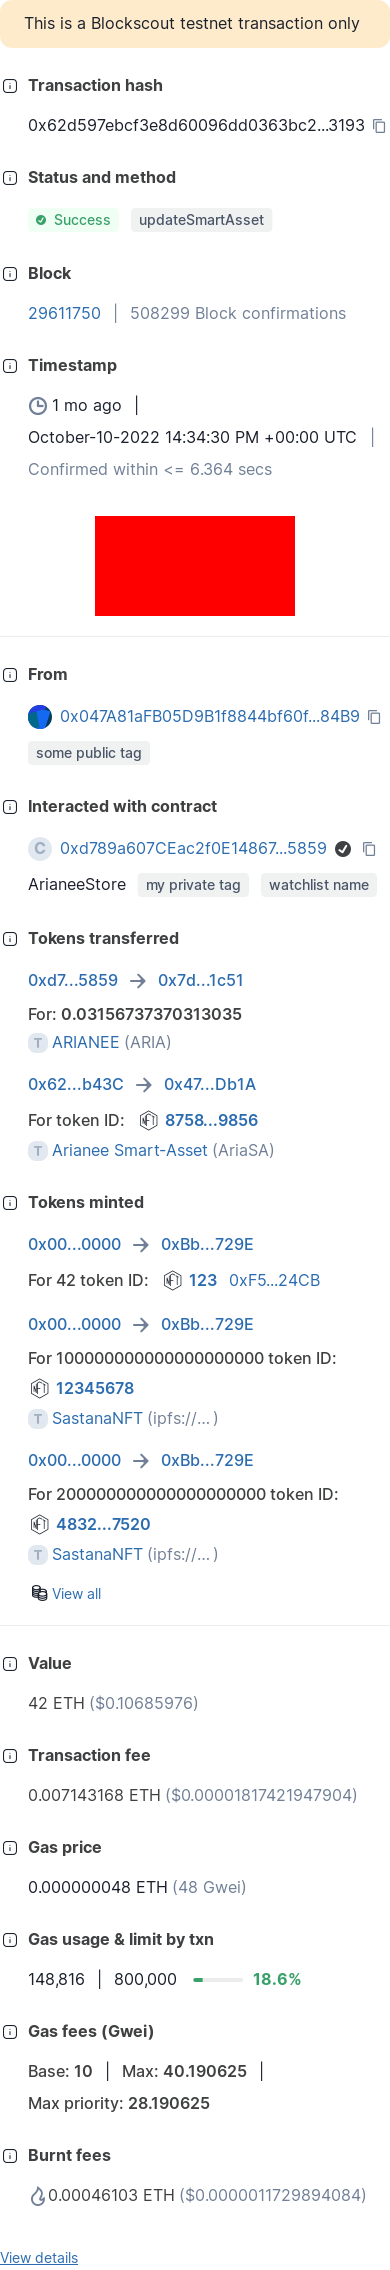 This is a Blockscout testnet transaction only
Transaction hash
0x62d597ebcf3e8d60096dd0363bc2...3193
Status and method
Success updateSmartAsset
Block
29611750 | 508299 Block confirmations
Timestamp
1 mo ago |
October-10-2022 14:34:30 PM +00:00 UTC |
Confirmed within <= 6.364 secs
From
0x047A81aFB05D9B1f8844bf60f...84B9
some public tag
Interacted with contract
C 0xd789a607CEac2f0E14867...5859
ArianeeStore my private tag watchlist name
Tokens transferred
0xd7...5859 → 0x7d...1c51
For: 0.03156737370313035
T ARIANEE (ARIA)
0x62...b43C → 0x47...Db1A
For token ID: 8758...9856
T Arianee Smart-Asset (AriaSA)
Tokens minted
0x00...0000 → 0xBb...729E
For 42 token ID: 123 0xF5...24CB
0x00...0000 → 0xBb...729E
For 100000000000000000000 token ID:
12345678
T SastanaNFT (ipfs://...)
0x00...0000 → 0xBb...729E
For 200000000000000000000 token ID:
4832...7520
T SastanaNFT (ipfs://...)
View all
Value
42 ETH ($0.10685976)
Transaction fee
0.007143168 ETH ($0.00001817421947904)
Gas price
0.000000048 ETH (48 Gwei)
Gas usage & limit by txn
148,816 | 800,000 18.6%
Gas fees (Gwei)
Base: 10 | Max: 40.190625 |
Max priority: 28.190625
Burnt fees
0.00046103 ETH ($0.0000011729894084)
View details